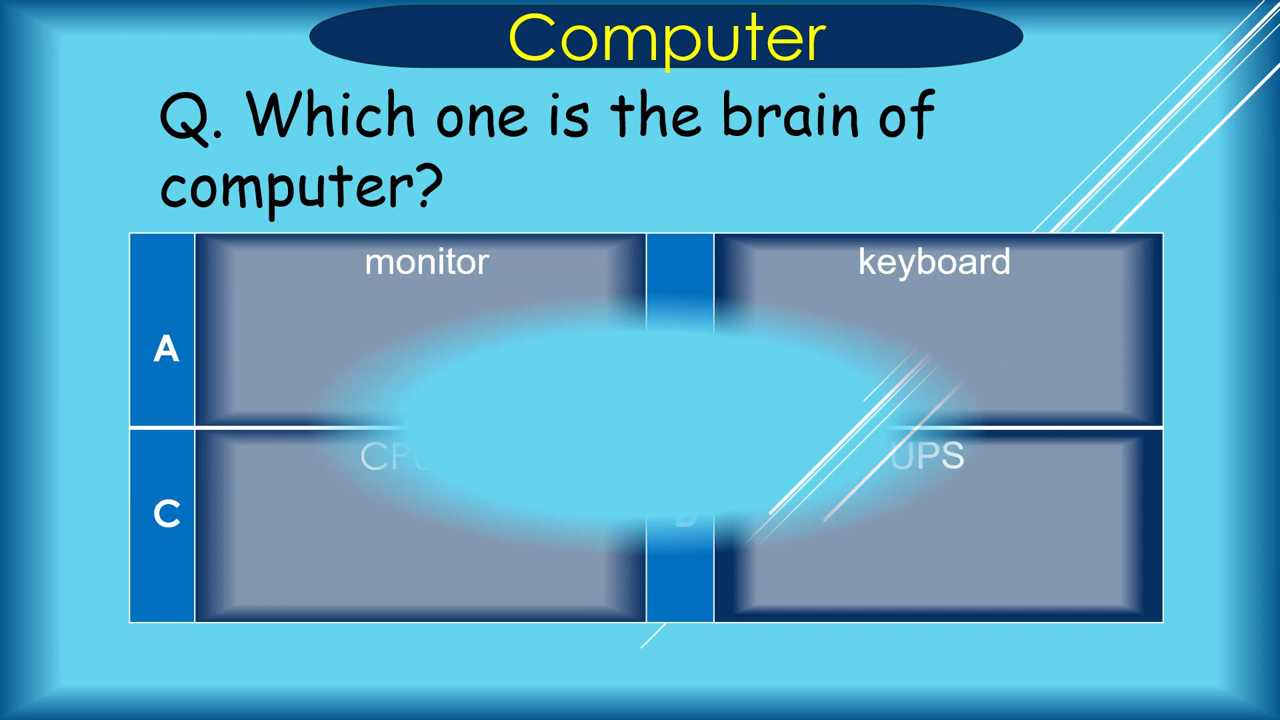 Computer
Q. Which one is the brain of
computer?
monitor
keyboard
A
UPS
C